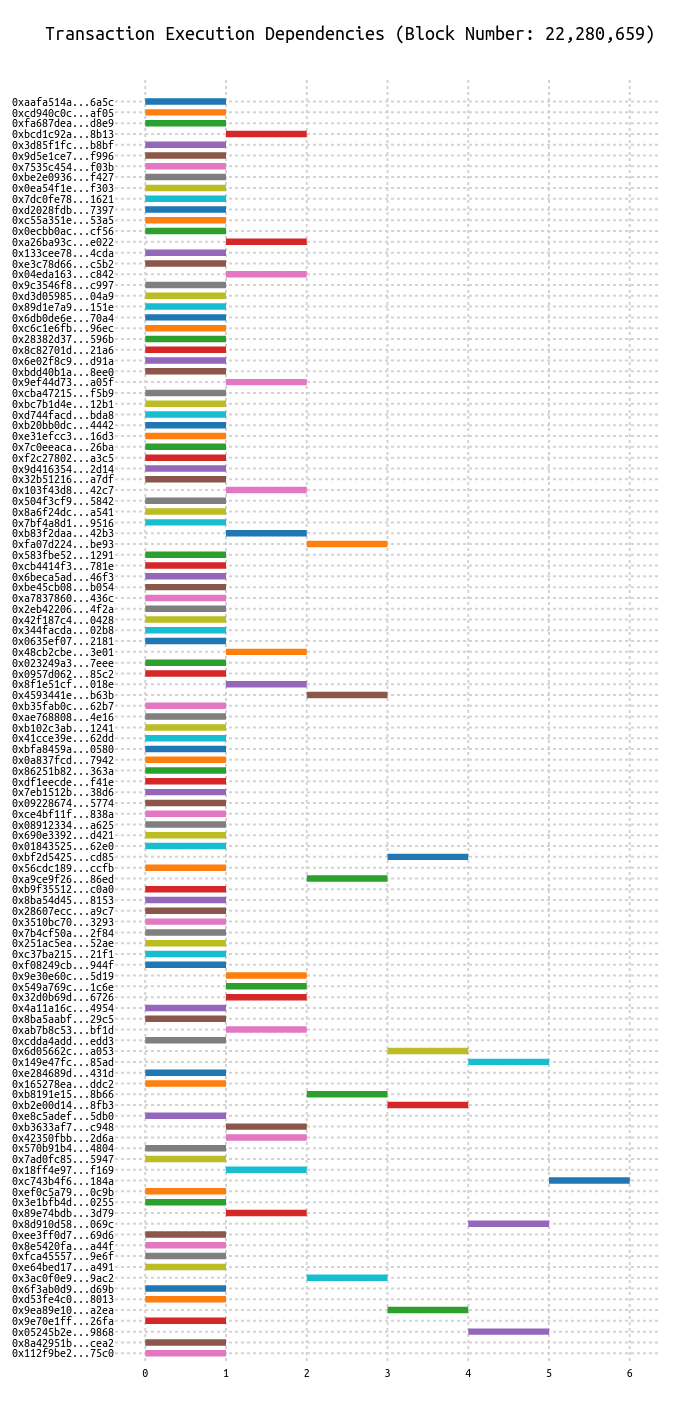 Transaction Execution Dependencies (Block Number: 22,280,659)
0xaafa514a...6a5c
0xcd940c0c...af05
0xfa687dea...d8e9
0xbcd1c92a...8b13
0x3d85f1fc...b8bf
0x9d5e1ce7...f996
0x7535c454...f03b
0xbe2e0936...f427
0x0ea54f1e...f303
0x7dc0fe78...1621
0xd2028fdb...7397
0xc55a351e...53a5
0x0ecbb0ac...cf56
0xa26ba93c...e022
0x133cee78...4cda
0xe3c78d66...c5b2
0x04eda163...c842
0x9c3546f8...c997
0xd3d05985...04a9
0x89d1e7a9...151e
0x6db0de6e...70a4
0xc6c1e6fb...96ec
0x28382d37...596b
0x8c82701d...21a6
0x6e02f8c9...d91a
0xbdd40b1a...8ee0
0x9ef44d73...a05f
0xcba47215...f5b9
0xbc7b1d4e...12b1
0xd744facd...bda8
0xb20bb0dc...4442
0xe31efcc3...16d3
0x7c0eeaca...26ba
0xf2c27802...a3c5
0x9d416354...2d14
0x32b51216...a7df
0x103f43d8...42c7
0x504f3cf9...5842
0x8a6f24dc...a541
0x7bf4a8d1...9516
0xb83f2daa...42b3
0xfa07d224...be93
0x583fbe52...1291
0xcb4414f3...781e
0x6beca5ad...46f3
0xbe45cb08...b054
0xa7837860...436c
0x2eb42206...4f2a
0x42f187c4...0428
0x344facda...02b8
0x0635ef07...2181
0x48cb2cbe...3e01
0x023249a3...7eee
0x0957d062...85c2
0x8f1e51cf...018e
0x4593441e...b63b
0xb35fab0c...62b7
0xae768808...4e16
0xb102c3ab...1241
0x41cce39e...62dd
0xbfa8459a...0580
0x0a837fcd...7942
0x86251b82...363a
0xdf1eecde...f41e
0x7eb1512b...38d6
0x09228674...5774
0xce4bf11f...838a
0x08912334...a625
0x690e3392...d421
0x01843525...62e0
0xbf2d5425...cd85
0x56cdc189...ccfb
0xa9ce9f26...86ed
0xb9f35512...c0a0
0x8ba54d45...8153
0x28607ecc...a9c7
0x3510bc70...3293
0x7b4cf50a...2f84
0x251ac5ea...52ae
0xc37ba215...21f1
0xf08249cb...944f
0x9e30e60c...5d19
0x549a769c...1c6e
0x32d0b69d...6726
0x4a11a16c...4954
0x8ba5aabf...29c5
0xab7b8c53...bf1d
0xcdda4add...edd3
0x6d05662c...a053
0x149e47fc...85ad
0xe284689d...431d
0x165278ea...ddc2
0xb8191e15...8b66
0xb2e00d14...8fb3
0xe8c5adef...5db0
0xb3633af7...c948
0x42350fbb...2d6a
0x570b91b4...4804
0x7ad0fc85...5947
0x18ff4e97...f169
0xc743b4f6...184a
0xef0c5a79...0c9b
0x3e1bfb4d...0255
0x89e74bdb...3d79
0x8d910d58...069c
0xee3ff0d7...69d6
0x8e5420fa...a44f
0xfca45557...9e6f
0xe64bed17...a491
0x3ac0f0e9...9ac2
0x6f3ab0d9...d69b
0xd53fe4c0...8013
0x9ea89e10...a2ea
0x9e70e1ff...26fa
0x05245b2e...9868
0x8a42951b...cea2
0x112f9be2...75c0
0 1 2 3 4 5 6